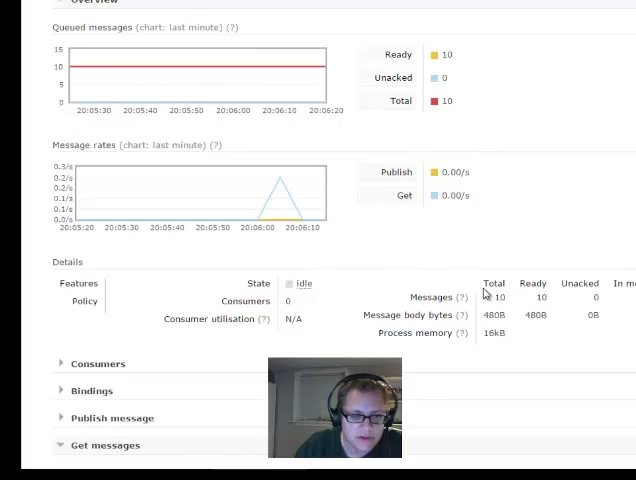 Overview
Queued messages (chart: last minute) (?)
15
10
5
0
20:05:30 20:05:40 20:05:50 20:06:00 20:06:10 20:06:20
Ready 10
Unacked 0
Total 10
Message rates (chart: last minute) (?)
0.3/s
0.2/s
0.2/s
0.1/s
0.1/s
0.0/s
20:05:20 20:05:30 20:05:40 20:05:50 20:06:00 20:06:10
Publish 0.00/s
Get 0.00/s
Details
Features
Policy
State idle
Consumers 0
Consumer utilisation (?) N/A
Total Ready Unacked In me
Messages (?) 10 10 0
Message body bytes (?) 480B 480B 0B
Process memory (?) 16kB
Consumers
Bindings
Publish message
Get messages